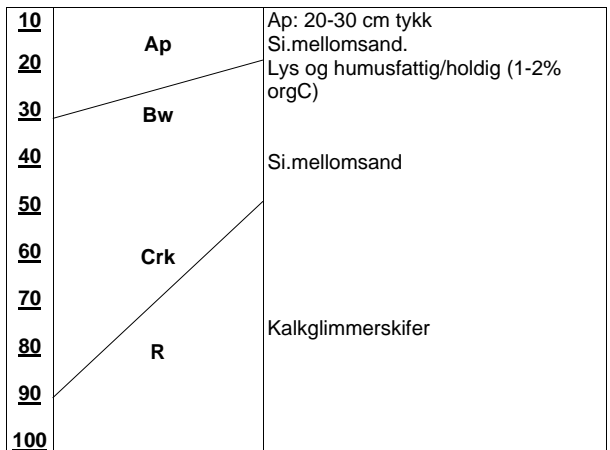 10
20
30
40
50
60
70
80
90
100
Ap
Bw
Crk
R
Ap: 20-30 cm tykk
Si.mellomsand.
Lys og humusfattig/holdig (1-2%
orgC)
Si.mellomsand
Kalkglimmerskifer